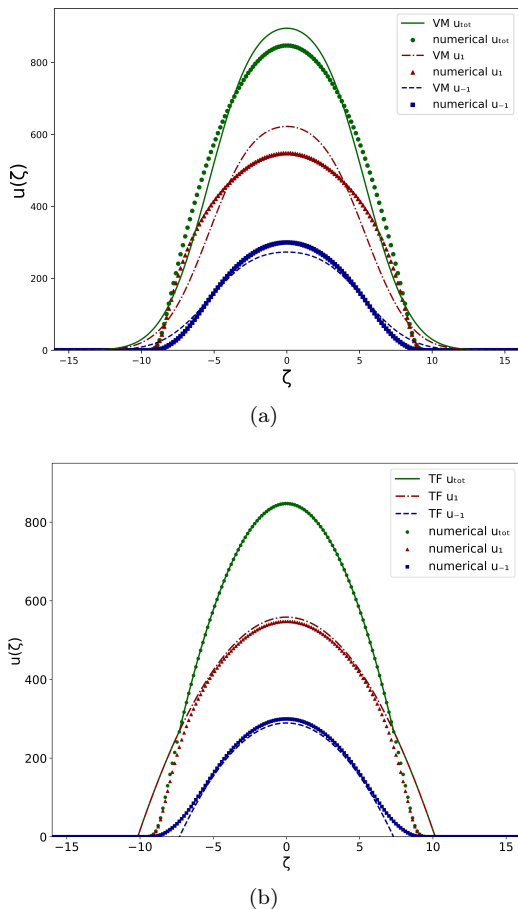 VM uₜₒₜ
numerical uₜₒₜ
VM u₁
numerical u₁
VM u₋₁
numerical u₋₁
u(ζ)
800
600
400
200
0
−15
−10
−5
0
5
10
15
ζ
(a)
TF uₜₒₜ
TF u₁
TF u₋₁
numerical uₜₒₜ
numerical u₁
numerical u₋₁
u(ζ)
800
600
400
200
0
−15
−10
−5
0
5
10
15
ζ
(b)